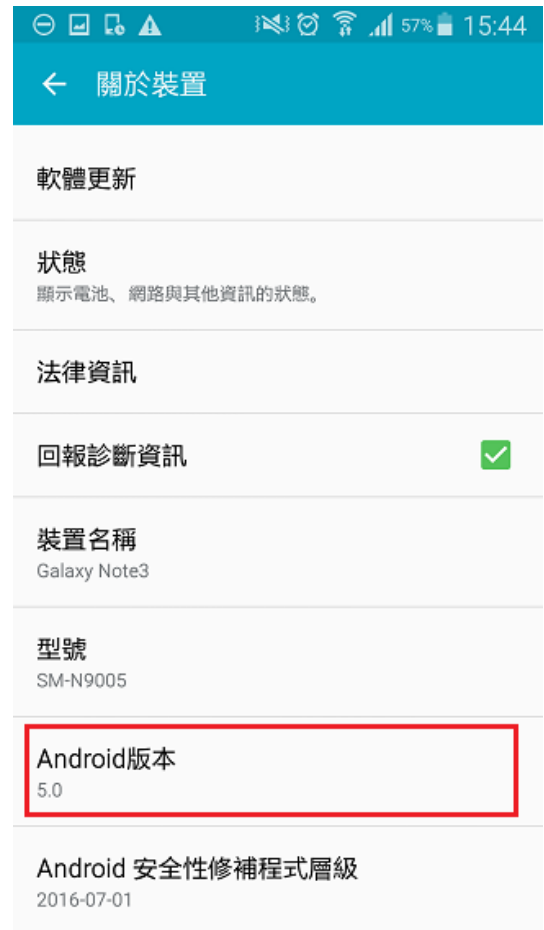 57% 15:44
關於裝置
軟體更新
狀態
顯示電池、網路與其他資訊的狀態。
法律資訊
回報診斷資訊
裝置名稱
Galaxy Note3
型號
SM-N9005
Android版本
5.0
Android 安全性修補程式層級
2016-07-01